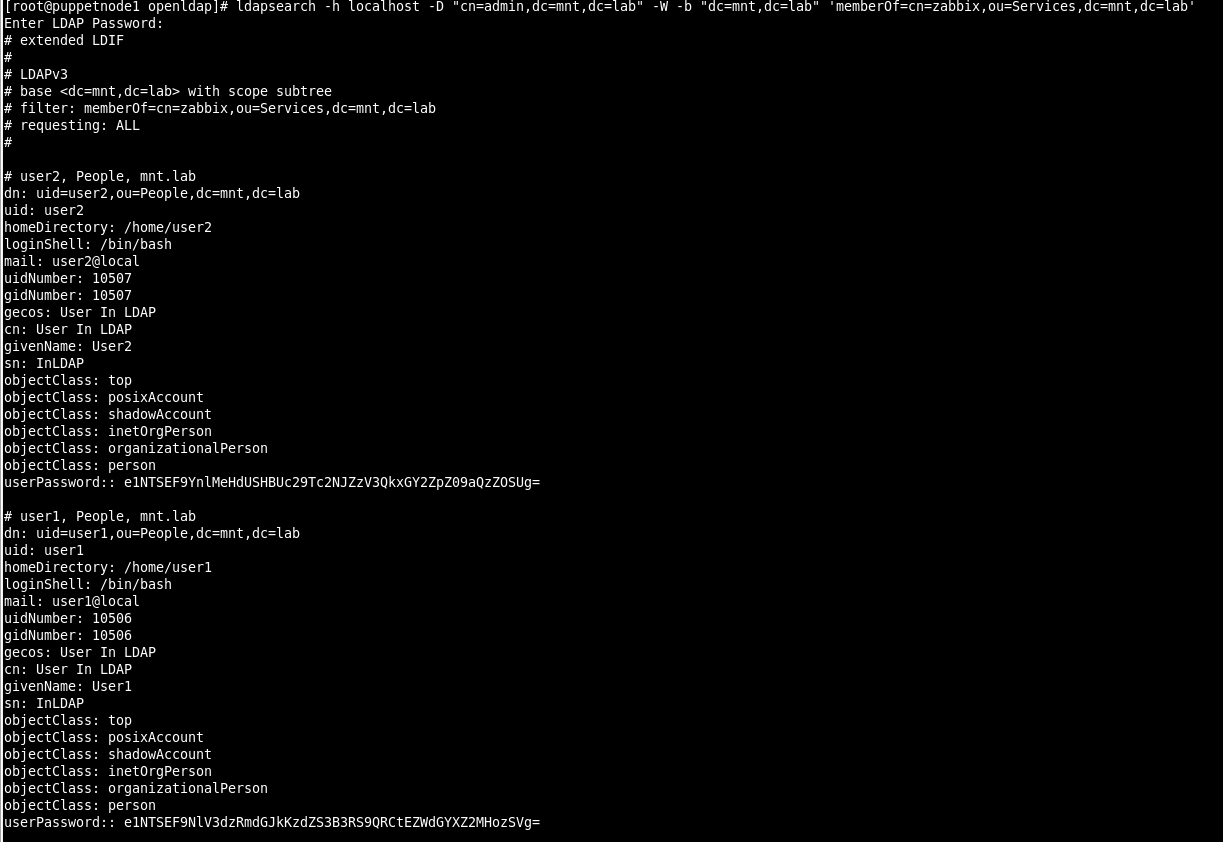 [root@puppetnode1 openldap]# ldapsearch -h localhost -D "cn=admin,dc=mnt,dc=lab" -W -b "dc=mnt,dc=lab" 'memberOf=cn=zabbix,ou=Services,dc=mnt,dc=lab'
Enter LDAP Password:
# extended LDIF
#
# LDAPv3
# base <dc=mnt,dc=lab> with scope subtree
# filter: memberOf=cn=zabbix,ou=Services,dc=mnt,dc=lab
# requesting: ALL
#
# user2, People, mnt.lab
dn: uid=user2,ou=People,dc=mnt,dc=lab
uid: user2
homeDirectory: /home/user2
loginShell: /bin/bash
mail: user2@local
uidNumber: 10507
gidNumber: 10507
gecos: User In LDAP
cn: User In LDAP
givenName: User2
sn: InLDAP
objectClass: top
objectClass: posixAccount
objectClass: shadowAccount
objectClass: inetOrgPerson
objectClass: organizationalPerson
objectClass: person
userPassword:: e1NTSEF9YnlMeHdUSHBUc29Tc2NJZzV3QkxGY2ZpZ09aQzZOSUg=
# user1, People, mnt.lab
dn: uid=user1,ou=People,dc=mnt,dc=lab
uid: user1
homeDirectory: /home/user1
loginShell: /bin/bash
mail: user1@local
uidNumber: 10506
gidNumber: 10506
gecos: User In LDAP
cn: User In LDAP
givenName: User1
sn: InLDAP
objectClass: top
objectClass: posixAccount
objectClass: shadowAccount
objectClass: inetOrgPerson
objectClass: organizationalPerson
objectClass: person
userPassword:: e1NTSEF9NlV3dzRmdGJkKzdZS3B3RS9QRCtEZWdGYXZ2MHozSVg=